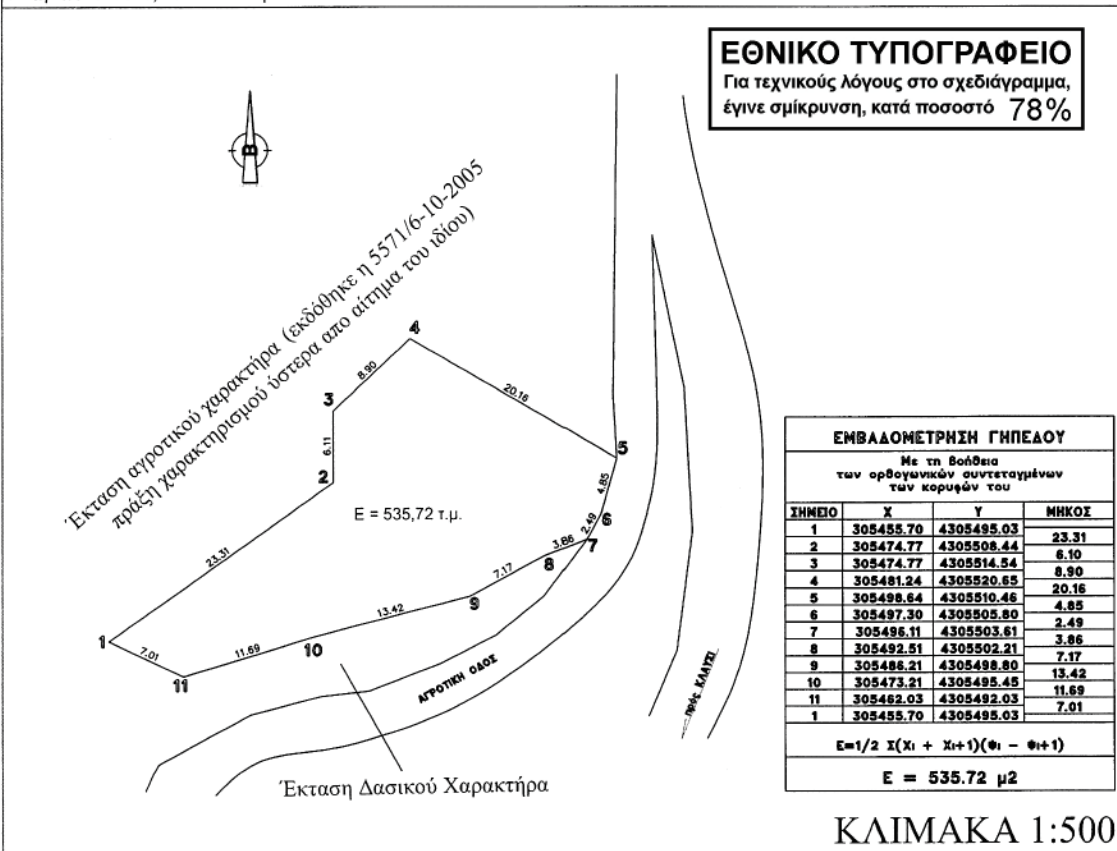 ΕΘΝΙΚΟ ΤΥΠΟΓΡΑΦΕΙΟ
Για τεχνικούς λόγους στο σχεδιάγραμμα,
έγινε σμίκρυνση, κατά ποσοστό 78%
Έκταση αγροτικού χαρακτήρα (εκδόθηκε η 5571/6-10-2005
πράξη χαρακτηρισμού ύστερα απο αίτημα του ιδίου)
4
8.90
20.16
3
6.11
5
2
4.85
6
Ε = 535,72 τ.μ.
2.49
7
3.86
8
23.31
7.17
9
13.42
1
7.01
11.69
10
11
ΑΓΡΟΤΙΚΗ ΟΔΟΣ
προς ΚΛΑΥΣΙ
Έκταση Δασικού Χαρακτήρα
ΕΜΒΑΔΟΜΕΤΡΗΣΗ ΓΗΠΕΔΟΥ
Με τη βοήθεια
των ορθογωνικών συντεταγμένων
των κορυφών του
ΣΗΜΕΙΟ Χ Υ ΜΗΚΟΣ
1 305455.70 4305495.03
23.31
2 305474.77 4305508.44
6.10
3 305474.77 4305514.54
8.90
4 305481.24 4305520.65
20.16
5 305498.64 4305510.46
4.85
6 305497.30 4305505.80
2.49
7 305496.11 4305503.61
3.86
8 305492.51 4305502.21
7.17
9 305486.21 4305498.80
13.42
10 305473.21 4305495.45
11.69
11 305462.03 4305492.03
7.01
1 305455.70 4305495.03
Ε=1/2 Σ(Χι + Χι+1)(Ψι - Ψι+1)
Ε = 535.72 μ2
ΚΛΙΜΑΚΑ 1:500